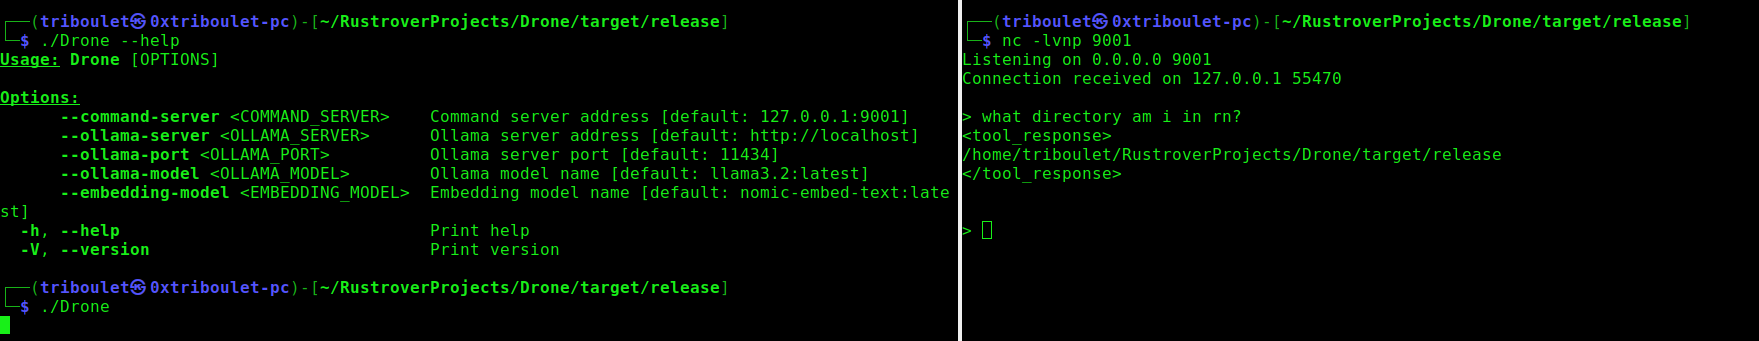 ┌──(triboulet㉿0xtriboulet-pc)-[~/RustroverProjects/Drone/target/release]
└─$ ./Drone --help
Usage: Drone [OPTIONS]
Options:
--command-server <COMMAND_SERVER> Command server address [default: 127.0.0.1:9001]
--ollama-server <OLLAMA_SERVER> Ollama server address [default: http://localhost]
--ollama-port <OLLAMA_PORT> Ollama server port [default: 11434]
--ollama-model <OLLAMA_MODEL> Ollama model name [default: llama3.2:latest]
--embedding-model <EMBEDDING_MODEL> Embedding model name [default: nomic-embed-text:late
st]
-h, --help Print help
-V, --version Print version
┌──(triboulet㉿0xtriboulet-pc)-[~/RustroverProjects/Drone/target/release]
└─$ ./Drone
┌──(triboulet㉿0xtriboulet-pc)-[~/RustroverProjects/Drone/target/release]
└─$ nc -lvnp 9001
Listening on 0.0.0.0 9001
Connection received on 127.0.0.1 55470
> what directory am i in rn?
<tool_response>
/home/triboulet/RustroverProjects/Drone/target/release
</tool_response>
>